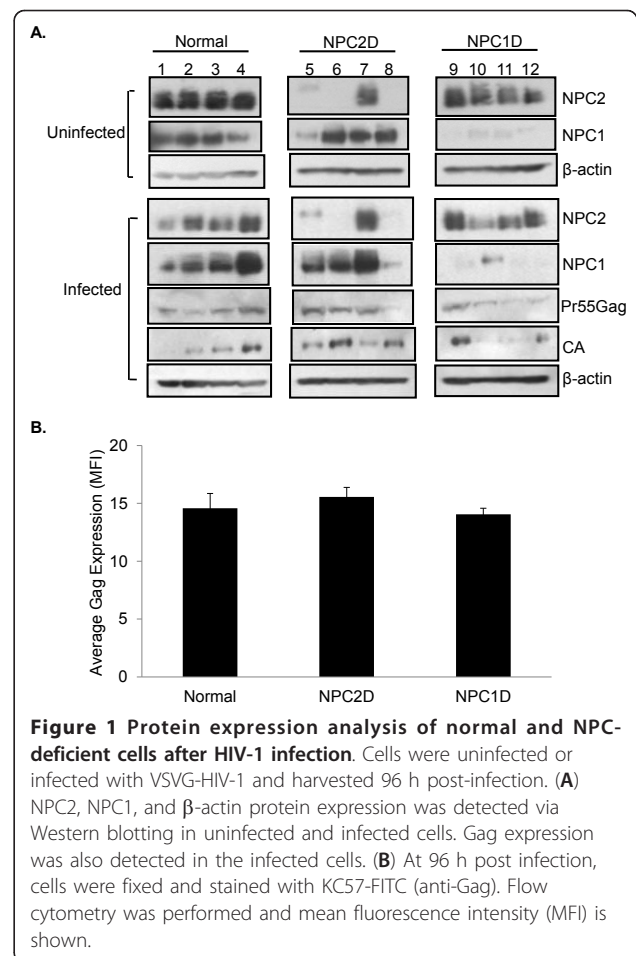 A.
Normal NPC2D NPC1D
1 2 3 4 5 6 7 8 9 10 11 12
NPC2
Uninfected NPC1
β-actin
NPC2
NPC1
Infected Pr55Gag
CA
β-actin
B.
20
15
10
5
0
Average Gag Expression (MFI)
Normal NPC2D NPC1D
Figure 1 Protein expression analysis of normal and NPC-
deficient cells after HIV-1 infection. Cells were uninfected or
infected with VSVG-HIV-1 and harvested 96 h post-infection. (A)
NPC2, NPC1, and β-actin protein expression was detected via
Western blotting in uninfected and infected cells. Gag expression
was also detected in the infected cells. (B) At 96 h post infection,
cells were fixed and stained with KC57-FITC (anti-Gag). Flow
cytometry was performed and mean fluorescence intensity (MFI) is
shown.